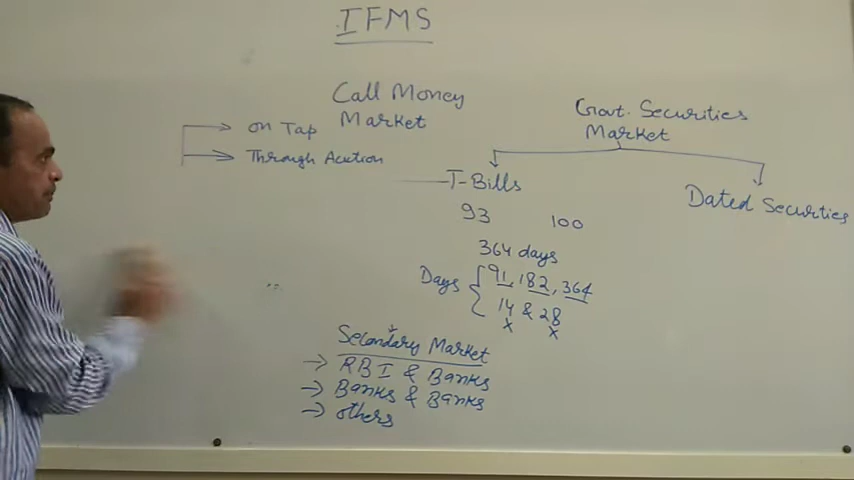 IFMS
Call Money
Market
on Tap
Through Auction
Govt. Securities
Market
T-Bills
Dated Securities
93 100
364 days
Days { 91, 182, 364
14 & 28
x x
Secondary Market
→ RBI & Banks
→ Banks & Banks
→ others